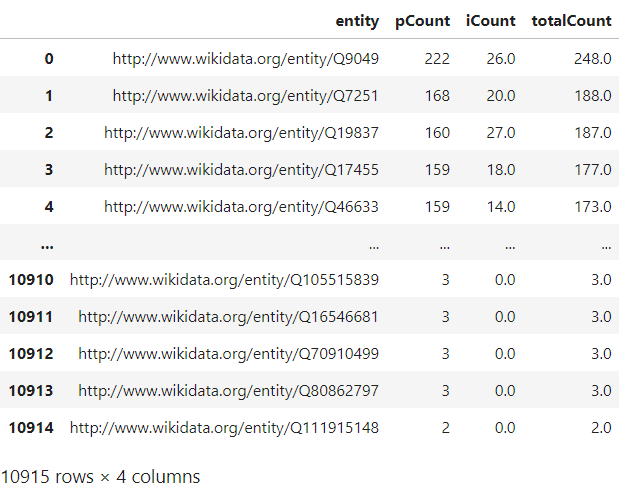 entity pCount iCount totalCount
0 http://www.wikidata.org/entity/Q9049 222 26.0 248.0
1 http://www.wikidata.org/entity/Q7251 168 20.0 188.0
2 http://www.wikidata.org/entity/Q19837 160 27.0 187.0
3 http://www.wikidata.org/entity/Q17455 159 18.0 177.0
4 http://www.wikidata.org/entity/Q46633 159 14.0 173.0
... ... ... ... ...
10910 http://www.wikidata.org/entity/Q105515839 3 0.0 3.0
10911 http://www.wikidata.org/entity/Q16546681 3 0.0 3.0
10912 http://www.wikidata.org/entity/Q70910499 3 0.0 3.0
10913 http://www.wikidata.org/entity/Q80862797 3 0.0 3.0
10914 http://www.wikidata.org/entity/Q111915148 2 0.0 2.0
10915 rows × 4 columns